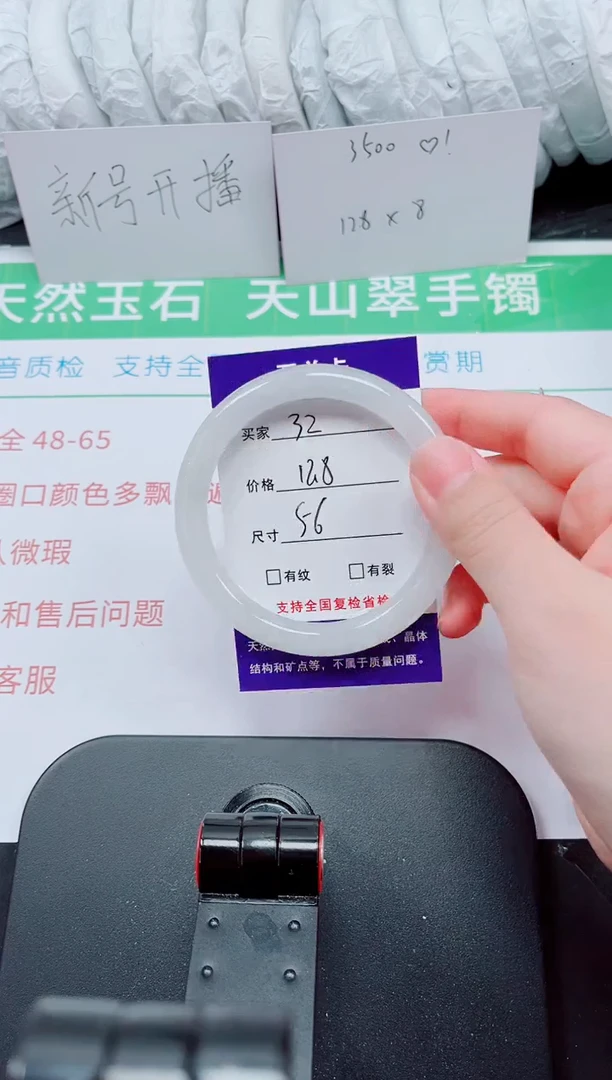 新号开播
3500 ♡!
128 x 8
天然玉石 天山翠手镯
音质检 支持全
赏期
全 48-65
圈口颜色多飘
微瑕
和售后问题
客服
买家 32
价格 128
尺寸 56
□有纹 □有裂
支持全国复检省检
晶体
结构和矿点等，不属于质量问题。